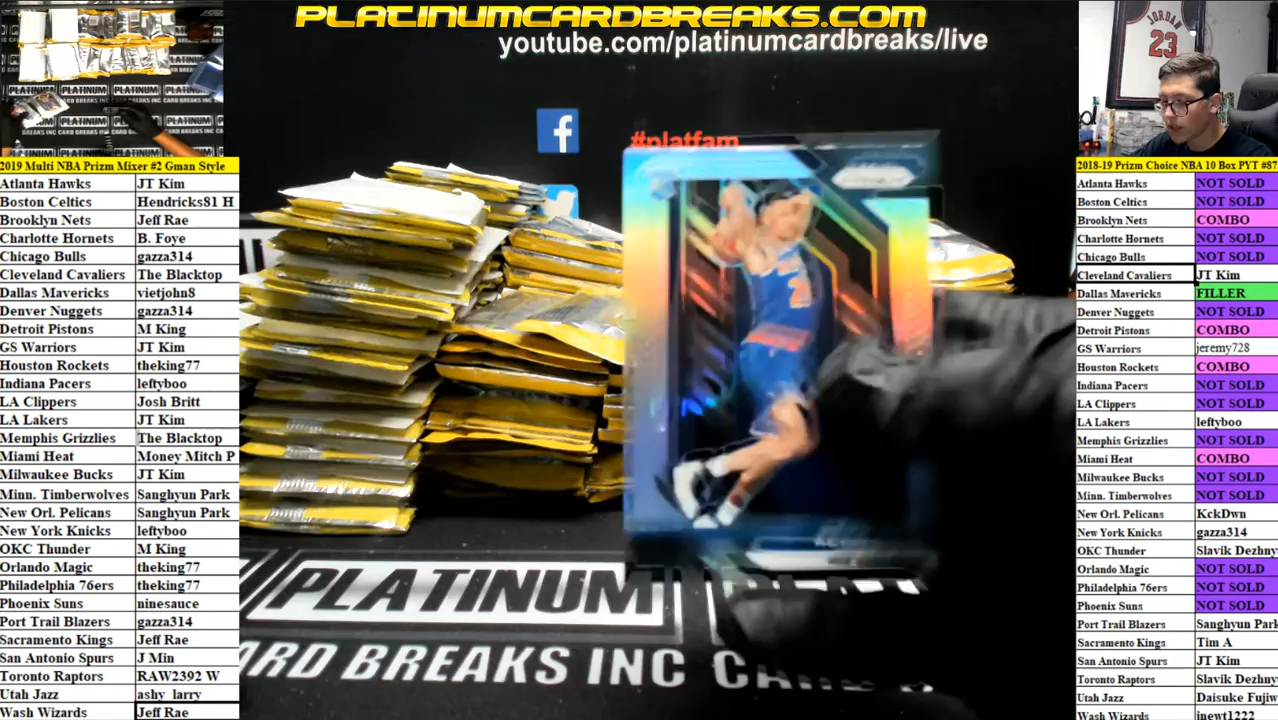 PLATINUMCARDBREAKS.COM
youtube.com/platinumcardbreaks/live
#platfam
JORDAN
23
2019 Multi NBA Prizm Mixer #2 Gman Style
Atlanta Hawks JT Kim
Boston Celtics Hendricks81 H
Brooklyn Nets Jeff Rae
Charlotte Hornets B. Foye
Chicago Bulls gazza314
Cleveland Cavaliers The Blacktop
Dallas Mavericks vietjohn8
Denver Nuggets gazza314
Detroit Pistons M King
GS Warriors JT Kim
Houston Rockets theking77
Indiana Pacers leftyboo
LA Clippers Josh Britt
LA Lakers JT Kim
Memphis Grizzlies The Blacktop
Miami Heat Money Mitch P
Milwaukee Bucks JT Kim
Minn. Timberwolves Sanghyun Park
New Orl. Pelicans Sanghyun Park
New York Knicks leftyboo
OKC Thunder M King
Orlando Magic theking77
Philadelphia 76ers theking77
Phoenix Suns ninesauce
Port Trail Blazers gazza314
Sacramento Kings Jeff Rae
San Antonio Spurs J Min
Toronto Raptors RAW2392 W
Utah Jazz ashy_larry
Wash Wizards Jeff Rae
PLATINUM
ARD BREAKS INC
2018-19 Prizm Choice NBA 10 Box PYT #87
Atlanta Hawks NOT SOLD
Boston Celtics NOT SOLD
Brooklyn Nets COMBO
Charlotte Hornets NOT SOLD
Chicago Bulls NOT SOLD
Cleveland Cavaliers JT Kim
Dallas Mavericks FILLER
Denver Nuggets NOT SOLD
Detroit Pistons COMBO
GS Warriors jeremy728
Houston Rockets COMBO
Indiana Pacers NOT SOLD
LA Clippers NOT SOLD
LA Lakers leftyboo
Memphis Grizzlies NOT SOLD
Miami Heat COMBO
Milwaukee Bucks NOT SOLD
Minn. Timberwolves NOT SOLD
New Orl. Pelicans KckDwn
New York Knicks gazza314
OKC Thunder Slavik Dezhny
Orlando Magic NOT SOLD
Philadelphia 76ers NOT SOLD
Phoenix Suns NOT SOLD
Port Trail Blazers Sanghyun Park
Sacramento Kings Tim A
San Antonio Spurs JT Kim
Toronto Raptors Slavik Dezhny
Utah Jazz Daisuke Fujiw
Wash Wizards jnewt1222